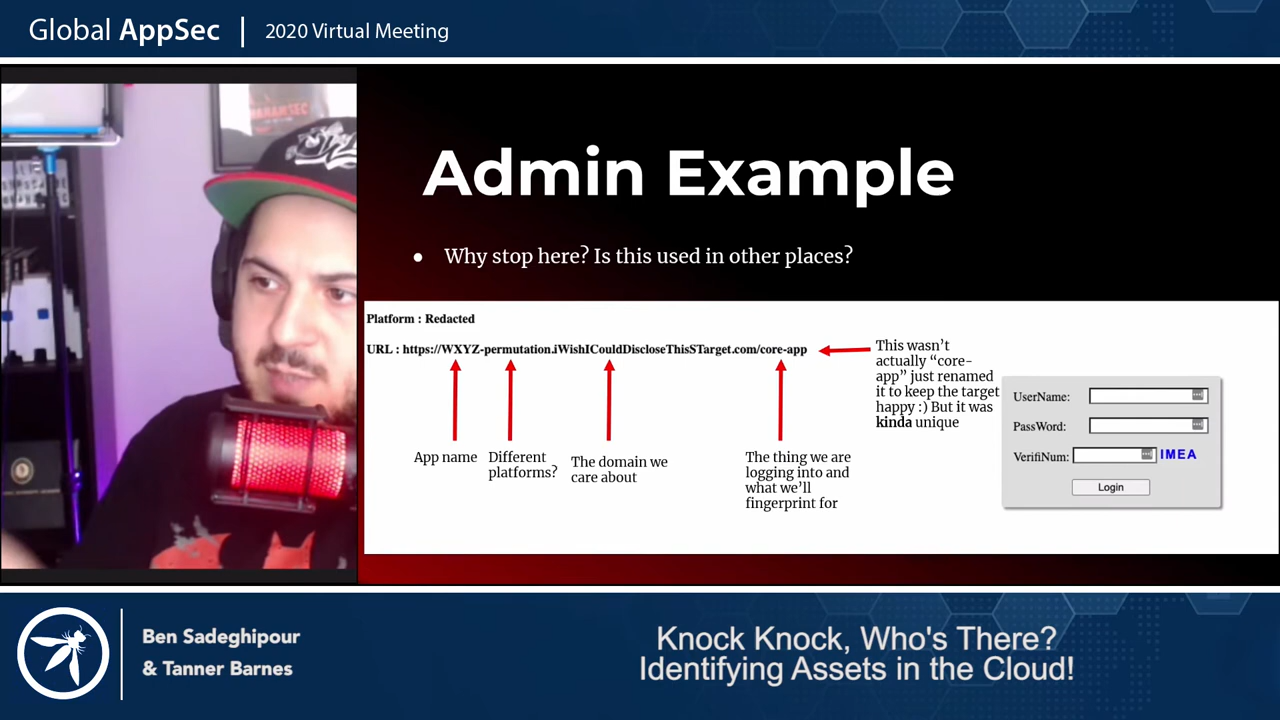 Global AppSec
2020 Virtual Meeting
Admin Example
● Why stop here? Is this used in other places?
Platform : Redacted
URL : https://WXYZ-permutation.iWishICouldDiscloseThisSTarget.com/core-app
This wasn't
actually “core-
app” just renamed
it to keep the target
happy :) But it was
kinda unique
App name
Different
platforms?
The domain we
care about
The thing we are
logging into and
what we'll
fingerprint for
UserName:
PassWord:
VerifiNum:
IMEA
Login
Ben Sadeghipour
& Tanner Barnes
Knock Knock, Who's There?
Identifying Assets in the Cloud!